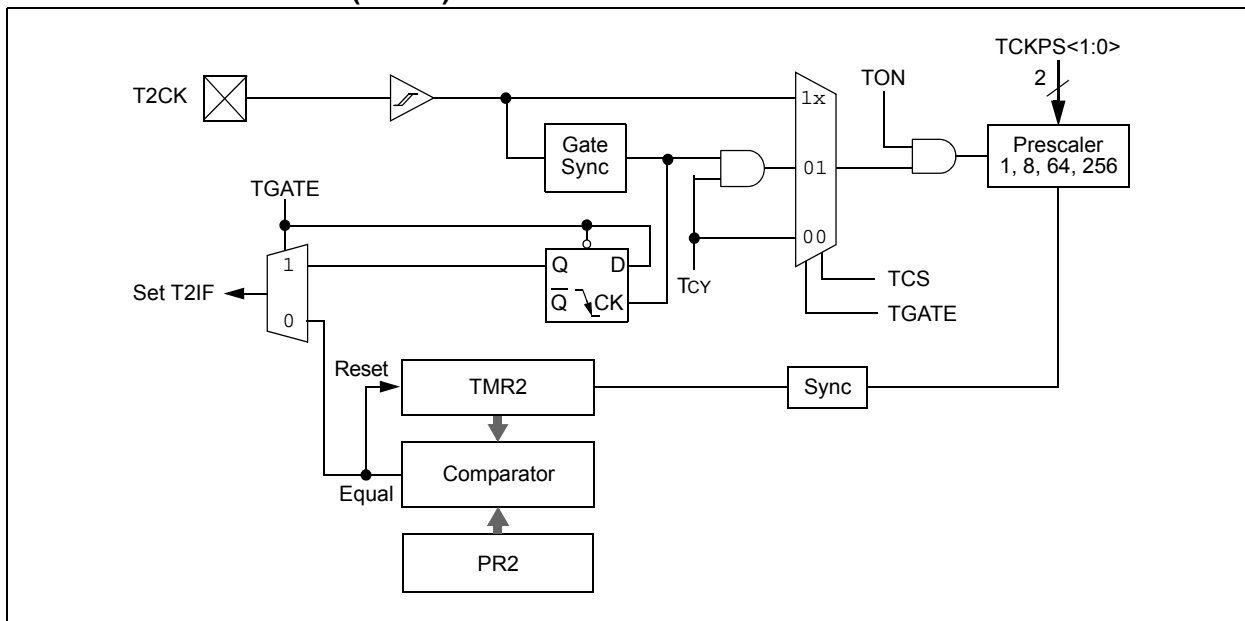 TCKPS<1:0>
2
TON
T2CK
1x
Gate
Sync
Prescaler
1, 8, 64, 256
01
TGATE
00
1
Q D
Q CK
TCY
TCS
Set T2IF
TGATE
0
Reset
TMR2
Sync
Comparator
Equal
PR2